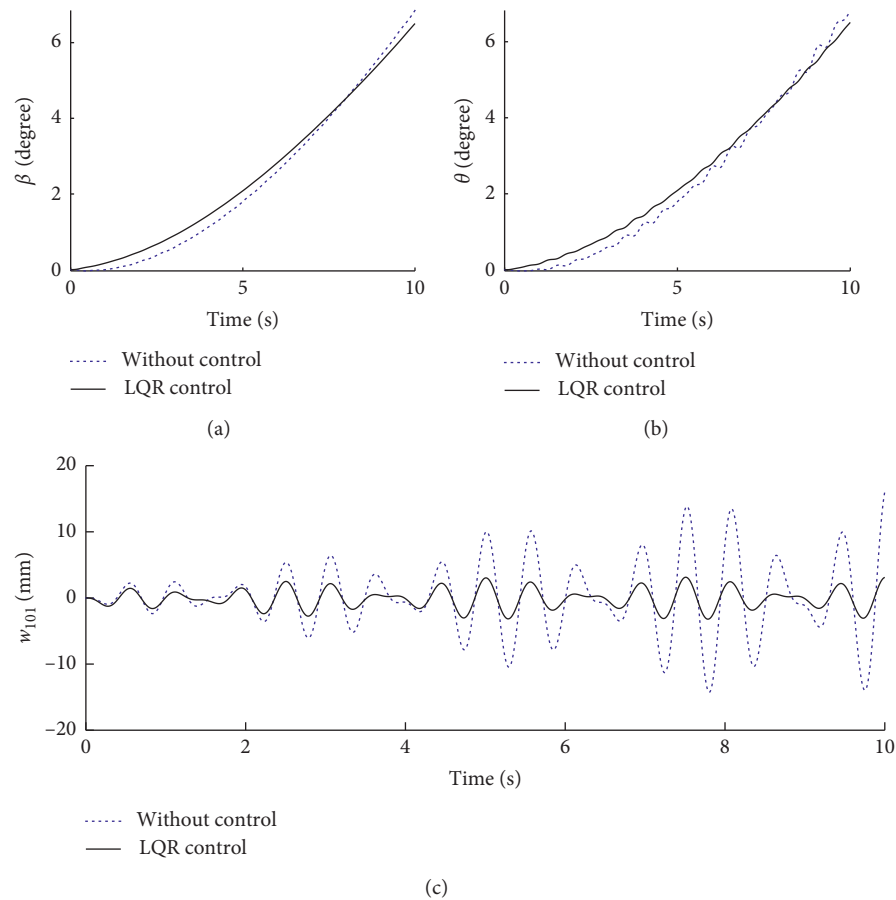 6
4
2
0
β (degree)
0
5
10
Time (s)
Without control
LQR control
(a)
6
4
2
0
θ (degree)
0
5
10
Time (s)
Without control
LQR control
(b)
20
10
0
–10
–20
w101 (mm)
0
2
4
6
8
10
Time (s)
Without control
LQR control
(c)